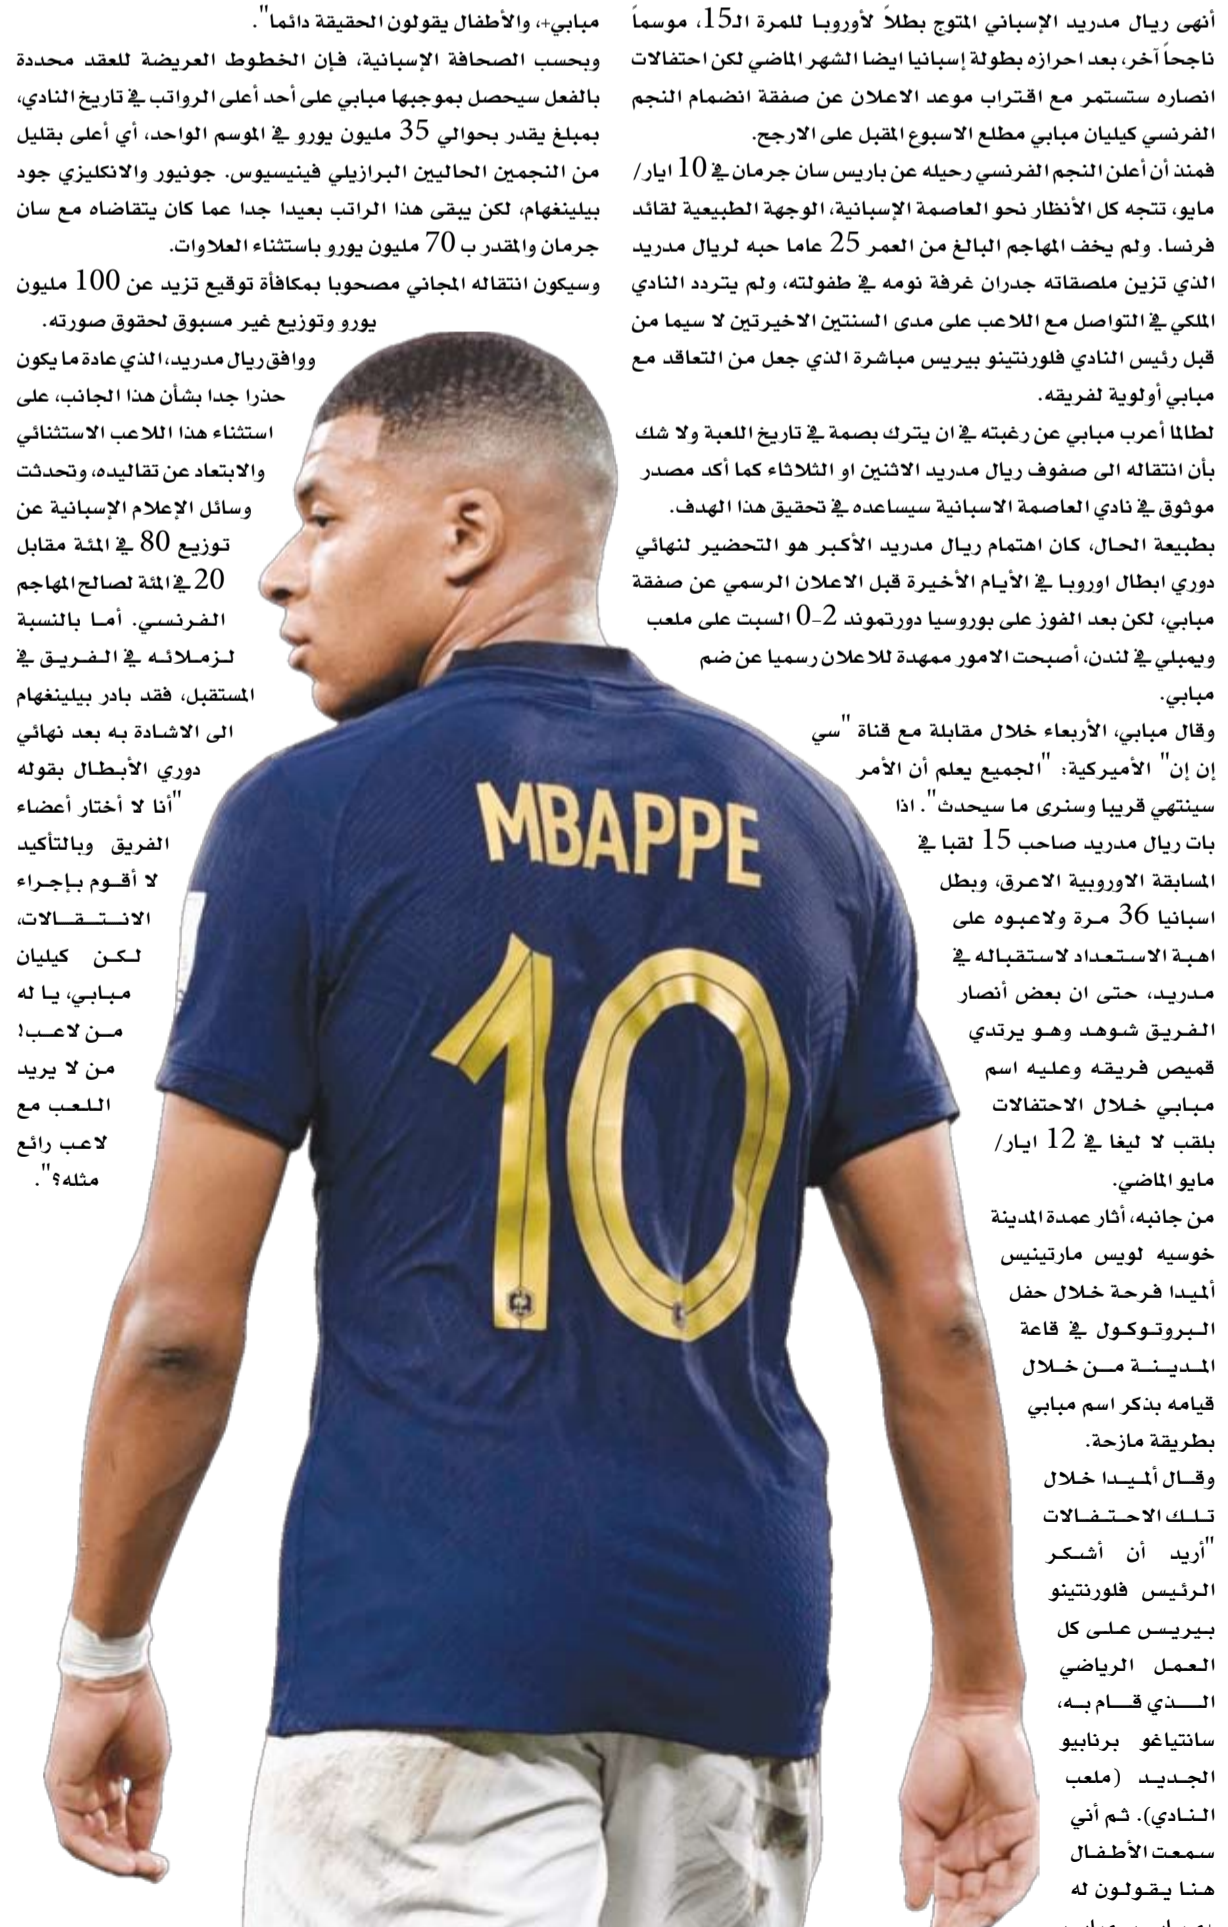 أنهى ريال مدريد الإسباني المتوج بطلاً لأوروبا للمرة الـ15، موسماً
ناجحاً آخر، بعد احرازه بطولة إسبانيا ايضا الشهر الماضي لكن احتفالات
انصاره ستستمر مع اقتراب موعد الاعلان عن صفقة انضمام النجم
الفرنسي كيليان مبابي مطلع الاسبوع المقبل على الارجح.
فمنذ أن أعلن النجم الفرنسي رحيله عن باريس سان جرمان في 10 ايار/
مايو، تتجه كل الأنظار نحو العاصمة الإسبانية، الوجهة الطبيعية لقائد
فرنسا. ولم يخف المهاجم البالغ من العمر 25 عاما حبه لريال مدريد
الذي تزين ملصقاته جدران غرفة نومه في طفولته، ولم يتردد النادي
الملكي في التواصل مع اللاعب على مدى السنتين الاخيرتين لا سيما من
قبل رئيس النادي فلورنتينو بيريس مباشرة الذي جعل من التعاقد مع
مبابي أولوية لفريقه.
لطالما أعرب مبابي عن رغبته في ان يترك بصمة في تاريخ اللعبة ولا شك
بأن انتقاله الى صفوف ريال مدريد الاثنين او الثلاثاء كما أكد مصدر
موثوق في نادي العاصمة الاسبانية سيساعده في تحقيق هذا الهدف.
بطبيعة الحال، كان اهتمام ريال مدريد الأكبر هو التحضير لنهائي
دوري ابطال اوروبا في الأيام الأخيرة قبل الاعلان الرسمي عن صفقة
مبابي، لكن بعد الفوز على بوروسيا دورتموند 2-0 السبت على ملعب
ويمبلي في لندن، أصبحت الامور ممهدة للاعلان رسميا عن ضم
مبابي.
وقال مبابي، الأربعاء خلال مقابلة مع قناة "سي
إن إن" الأميركية: "الجميع يعلم أن الأمر
سينتهي قريبا وسنرى ما سيحدث". اذا
بات ريال مدريد صاحب 15 لقبا في
المسابقة الاوروبية الاعرق، وبطل
اسبانيا 36 مرة ولاعبوه على
اهبة الاستعداد لاستقباله في
مدريد، حتى ان بعض أنصار
الفريق شوهد وهو يرتدي
قميص فريقه وعليه اسم
مبابي خلال الاحتفالات
بلقب لا ليغا في 12 ايار/
مايو الماضي.
من جانبه، أثار عمدة المدينة
خوسيه لويس مارتينيس
ألميدا فرحة خلال حفل
البروتوكول في قاعة
المدينة من خلال
قيامه بذكر اسم مبابي
بطريقة مازحة.
وقال ألميدا خلال
تلك الاحتفالات
"أريد أن أشكر
الرئيس فلورنتينو
بيريس على كل
العمل الرياضي
الذي قام به،
سانتياغو برنابيو
الجديد (ملعب
النادي). ثم أني
سمعت الأطفال
هنا يقولون له
مبابي+، والأطفال يقولون الحقيقة دائما".
وبحسب الصحافة الإسبانية، فإن الخطوط العريضة للعقد محددة
بالفعل سيحصل بموجبها مبابي على أحد أعلى الرواتب في تاريخ النادي،
بمبلغ يقدر بحوالي 35 مليون يورو في الموسم الواحد، أي أعلى بقليل
من النجمين الحاليين البرازيلي فينيسيوس. جونيور والانكليزي جود
بيلينغهام، لكن يبقى هذا الراتب بعيدا جدا عما كان يتقاضاه مع سان
جرمان والمقدر ب 70 مليون يورو باستثناء العلاوات.
وسيكون انتقاله المجاني مصحوبا بمكافأة توقيع تزيد عن 100 مليون
يورو وتوزيع غير مسبوق لحقوق صورته.
ووافق ريال مدريد، الذي عادة ما يكون
حذرا جدا بشأن هذا الجانب، على
استثناء هذا اللاعب الاستثنائي
والابتعاد عن تقاليده، وتحدثت
وسائل الإعلام الإسبانية عن
توزيع 80 في المئة مقابل
20 في المئة لصالح المهاجم
الفرنسي. أما بالنسبة
لزملائه في الفريق في
المستقبل، فقد بادر بيلينغهام
الى الاشادة به بعد نهائي
دوري الأبطال بقوله
"أنا لا أختار أعضاء
الفريق وبالتأكيد
لا أقوم بإجراء
الانتقالات،
لكن كيليان
مبابي، يا له
من لاعب!
من لا يريد
اللعب مع
لاعب رائع
مثله؟".
MBAPPE
10